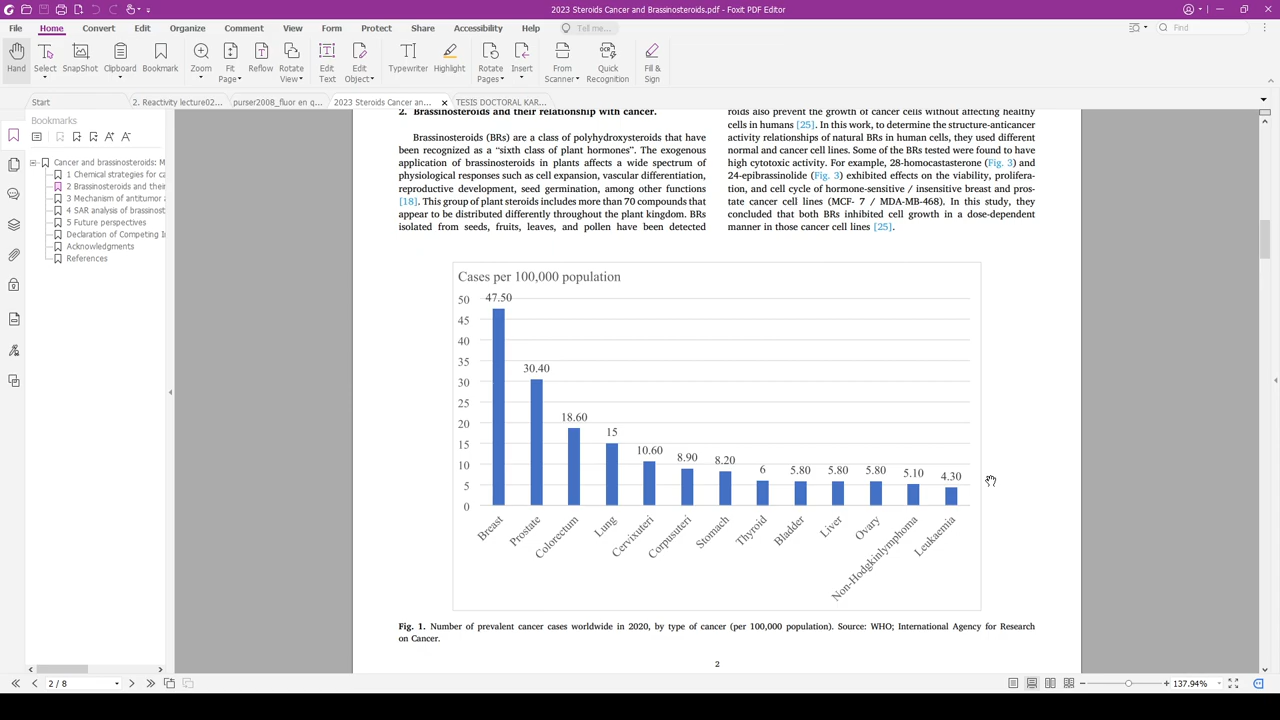 2023 Steroids Cancer and Brassinosteroids.pdf - Foxit PDF Editor
File Home Convert Edit Organize Comment View Form Protect Share Accessibility Help Tell me... Find
Hand Select SnapShot Clipboard Bookmark Zoom Fit Page Reflow Rotate View Edit Text Edit Object Typewriter Highlight Rotate Pages Insert From Scanner Quick Recognition Fill & Sign
Start 2. Reactivity lecture02... purser2008_fluor en q... 2023 Steroids Cancer an... TESIS DOCTORAL KAR...
Bookmarks
Cancer and brassinosteroids: M
1 Chemical strategies for ca
2 Brassinosteroids and their
3 Mechanism of antitumor a
4 SAR analysis of brassinost
5 Future perspectives
Declaration of Competing In
Acknowledgments
References
2. Brassinosteroids and their relationship with cancer.
Brassinosteroids (BRs) are a class of polyhydroxysteroids that have
been recognized as a “sixth class of plant hormones”. The exogenous
application of brassinosteroids in plants affects a wide spectrum of
physiological responses such as cell expansion, vascular differentiation,
reproductive development, seed germination, among other functions
[18]. This group of plant steroids includes more than 70 compounds that
appear to be distributed differently throughout the plant kingdom. BRs
isolated from seeds, fruits, leaves, and pollen have been detected
roids also prevent the growth of cancer cells without affecting healthy
cells in humans [25]. In this work, to determine the structure-anticancer
activity relationships of natural BRs in human cells, they used different
normal and cancer cell lines. Some of the BRs tested were found to have
high cytotoxic activity. For example, 28-homocastasterone (Fig. 3) and
24-epibrassinolide (Fig. 3) exhibited effects on the viability, prolifera-
tion, and cell cycle of hormone-sensitive / insensitive breast and pros-
tate cancer cell lines (MCF- 7 / MDA-MB-468). In this study, they
concluded that both BRs inhibited cell growth in a dose-dependent
manner in those cancer cell lines [25].
Cases per 100,000 population
50
45
40
35
30
25
20
15
10
5
0
47.50
30.40
18.60
15
10.60
8.90
8.20
6
5.80
5.80
5.80
5.10
4.30
Breast
Prostate
Colorectum
Lung
Cervixuteri
Corpusuteri
Stomach
Thyroid
Bladder
Liver
Ovary
Non-Hodgkinlymphoma
Leukaemia
Fig. 1. Number of prevalent cancer cases worldwide in 2020, by type of cancer (per 100,000 population). Source: WHO; International Agency for Research
on Cancer.
2
2 / 8
137.94%